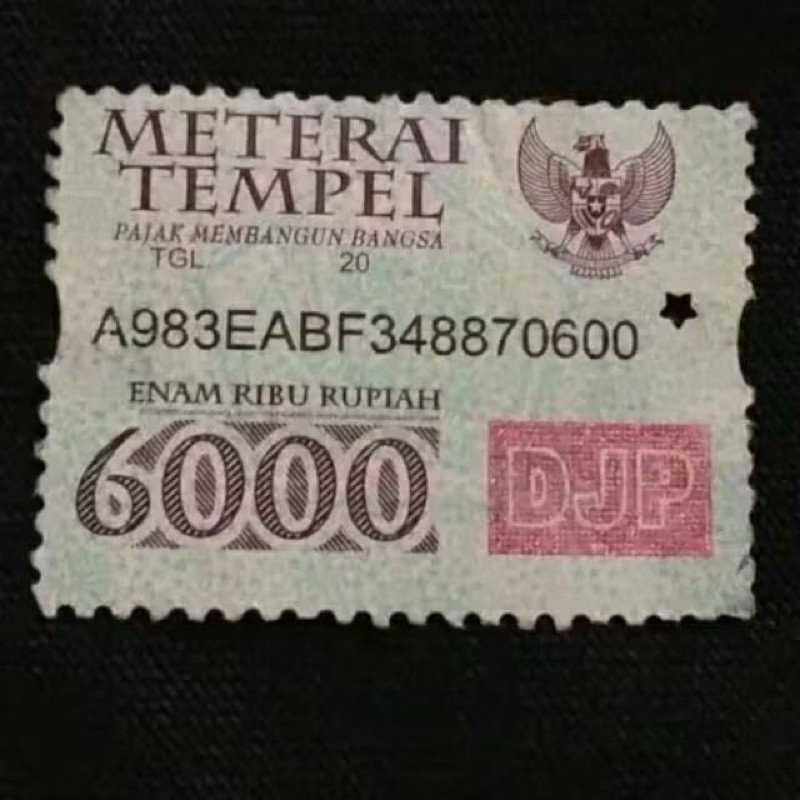 METERAI
TEMPEL
PAJAK MEMBANGUN BANGSA
TGL. 20
A983EABF348870600
ENAM RIBU RUPIAH
6000
DJP